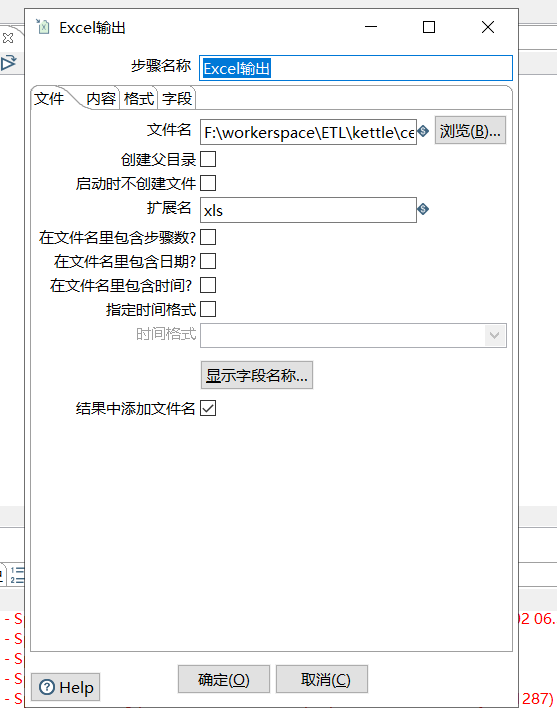 Excel输出
步骤名称 Excel输出
文件 内容 格式 字段
文件名 F:\workerspace\ETL\kettle\ce 浏览(B)...
创建父目录
启动时不创建文件
扩展名 xls
在文件名里包含步骤数?
在文件名里包含日期?
在文件名里包含时间?
指定时间格式
时间格式
显示字段名称...
结果中添加文件名
- S 02 06.
- S
- S
- S
- S 287)
Help 确定(O) 取消(C)